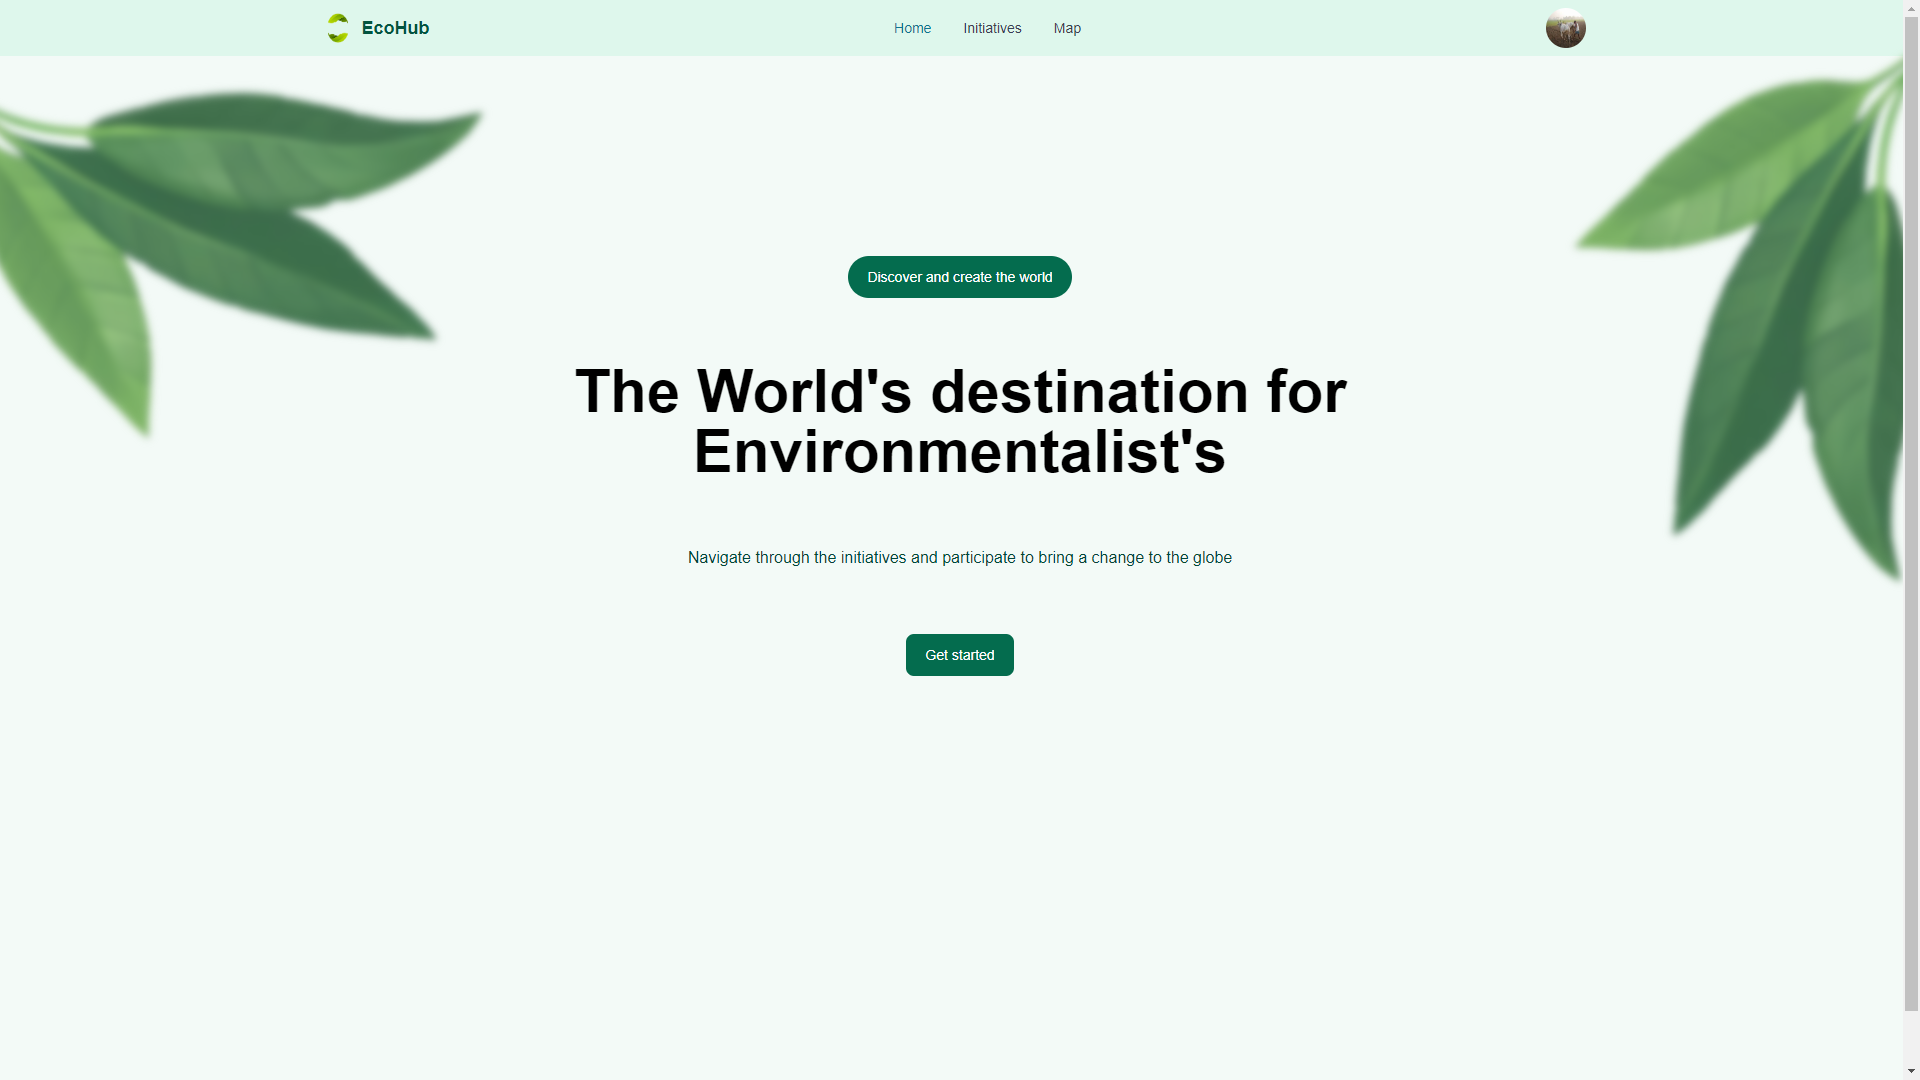 EcoHub
Home
Initiatives
Map
Discover and create the world
The World's destination for
Environmentalist's
Navigate through the initiatives and participate to bring a change to the globe
Get started